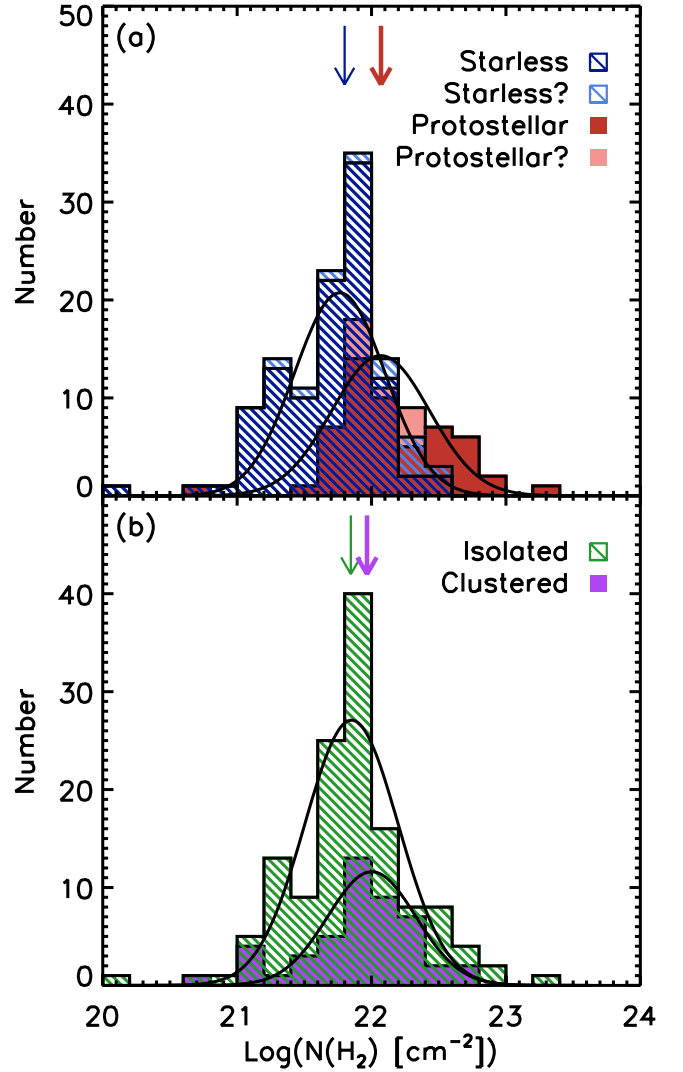 50
(a)
Starless
40
Starless?
Protostellar
Protostellar?
30
Number
20
10
0
(b)
Isolated
Clustered
40
30
Number
20
10
0
20 21 22 23 24
Log(N(H₂) [cm⁻²])